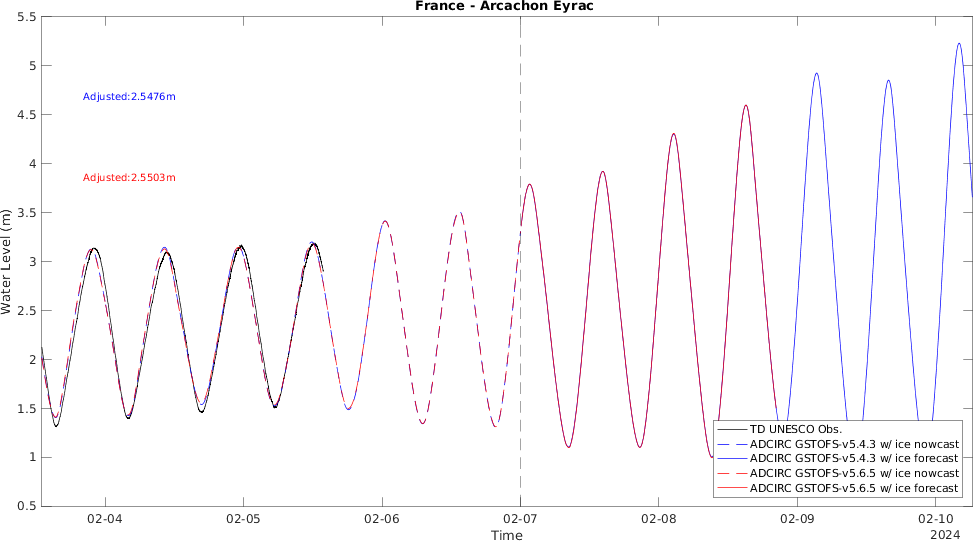 France - Arcachon Eyrac
5.5
5
4.5
4
3.5
3
2.5
2
1.5
1
0.5
Water Level (m)
Adjusted:2.5476m
Adjusted:2.5503m
TD UNESCO Obs.
ADCIRC GSTOFS-v5.4.3 w/ ice nowcast
ADCIRC GSTOFS-v5.4.3 w/ ice forecast
ADCIRC GSTOFS-v5.6.5 w/ ice nowcast
ADCIRC GSTOFS-v5.6.5 w/ ice forecast
02-04 02-05 02-06 02-07 02-08 02-09 02-10
Time
2024